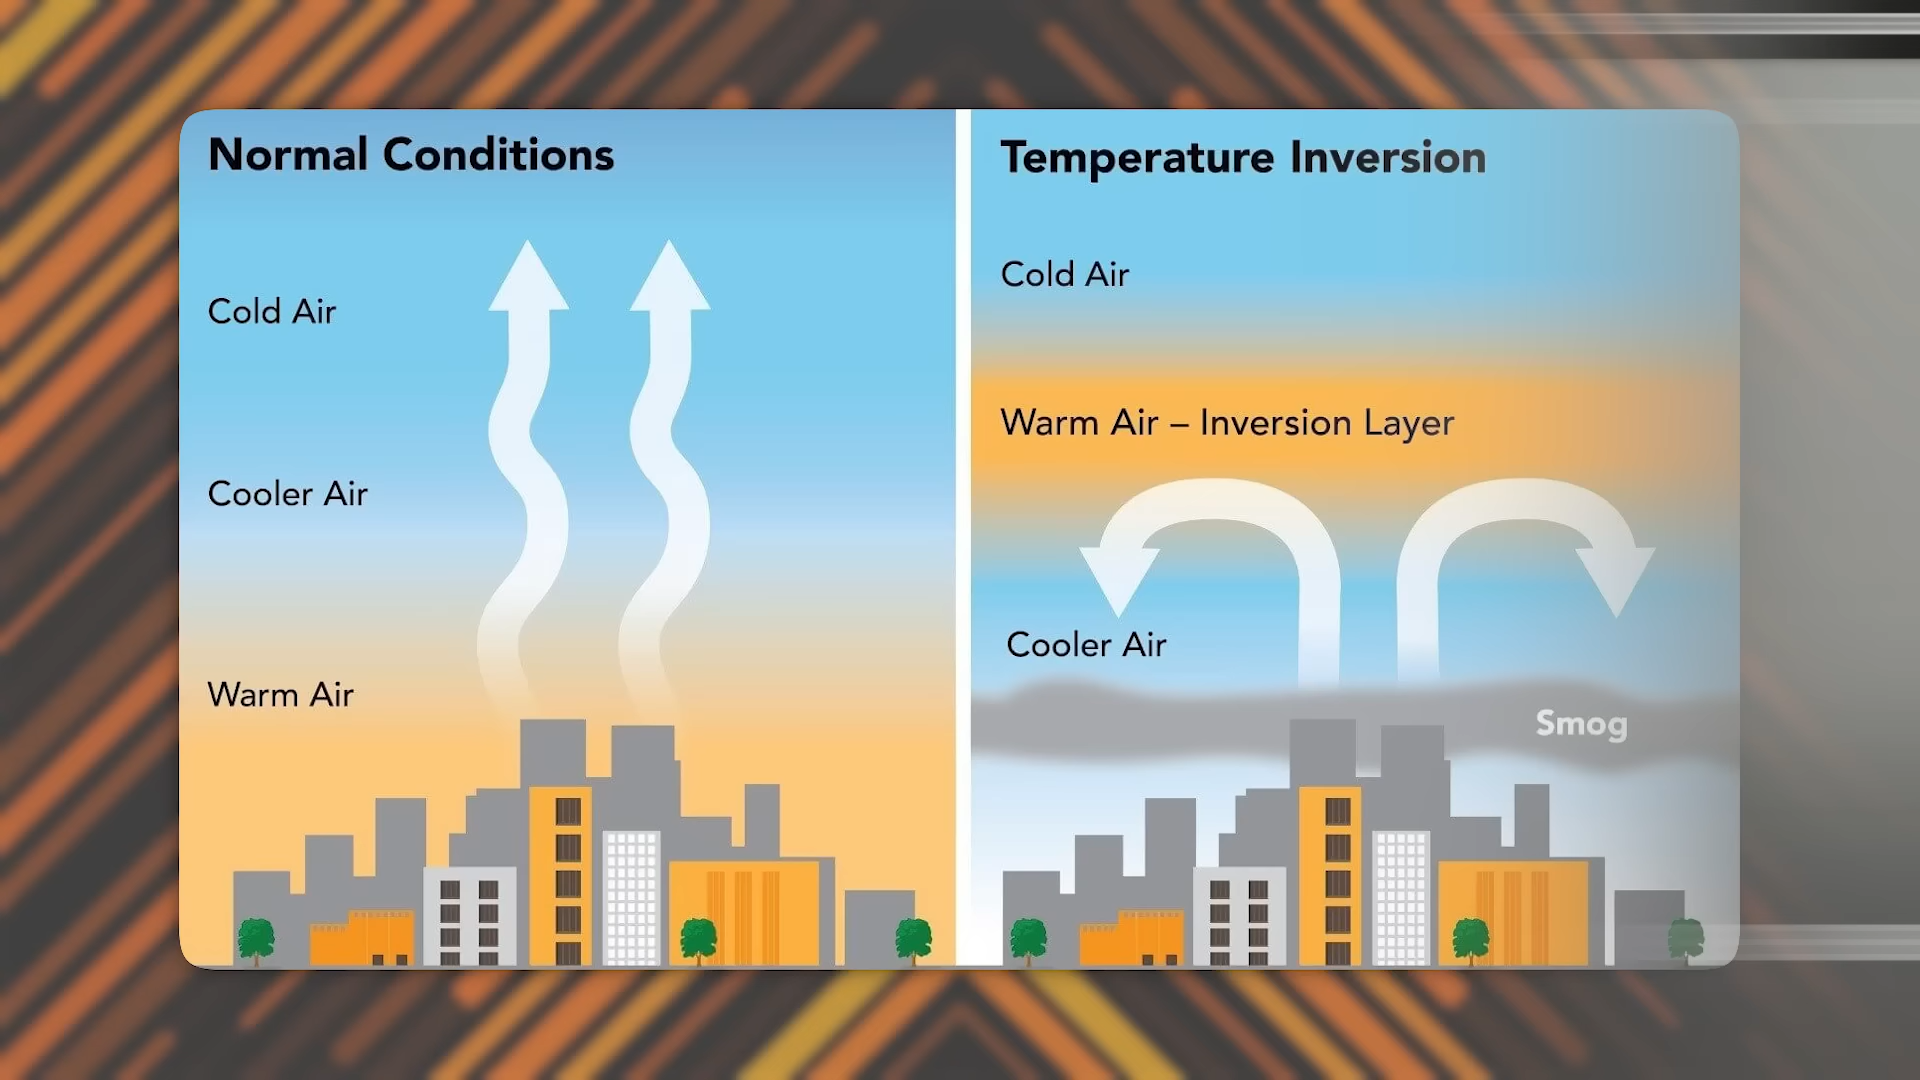 Normal Conditions
Cold Air
Cooler Air
Warm Air
Temperature Inversion
Cold Air
Warm Air – Inversion Layer
Cooler Air
Smog